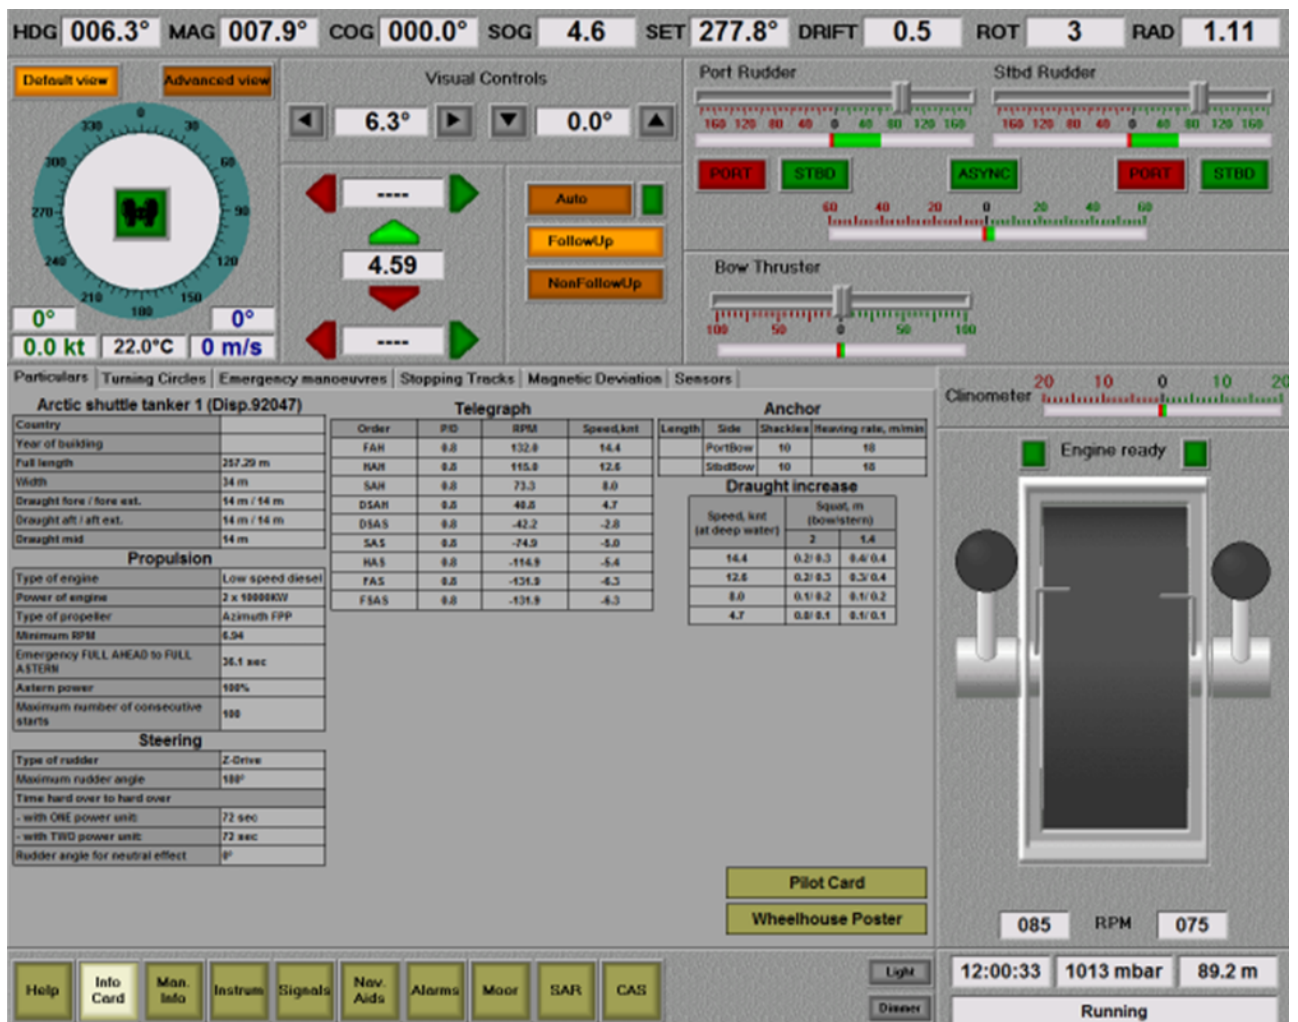 HDG 006.3° MAG 007.9° COG 000.0° SOG 4.6 SET 277.8° DRIFT 0.5 ROT 3 RAD 1.11
Default view Advanced view
0 30 60 90 120 150 180 210 240 270 300 330
0° 0°
0.0 kt 22.0°C 0 m/s
Visual Controls
6.3° 0.0°
----
4.59
----
Auto
FollowUp
NonFollowUp
Port Rudder Stbd Rudder
160 120 80 40 0 40 80 120 160 160 120 80 40 0 40 80 120 160
PORT STBD ASYNC PORT STBD
60 40 20 0 20 40 60
Bow Thruster
100 50 0 50 100
Particulars Turning Circles Emergency manoeuvres Stopping Tracks Magnetic Deviation Sensors
Arctic shuttle tanker 1 (Disp.92047)
Country
Year of building
Full length 257.29 m
Width 34 m
Draught fore / fore ext. 14 m / 14 m
Draught aft / aft ext. 14 m / 14 m
Draught mid 14 m
Propulsion
Type of engine Low speed diesel
Power of engine 2 x 10000KW
Type of propeller Azimuth FPP
Minimum RPM 6.94
Emergency FULL AHEAD to FULL
ASTERN 36.1 sec
Astern power 100%
Maximum number of consecutive
starts 100
Steering
Type of rudder Z-Drive
Maximum rudder angle 180°
Time hard over to hard over
- with ONE power unit: 72 sec
- with TWO power unit: 72 sec
Rudder angle for neutral effect 0°
Telegraph
Order P/D RPM Speed,knt
FAH 0.8 132.0 14.4
HAH 0.8 115.0 12.6
SAH 0.8 73.3 8.0
DSAH 0.8 40.8 4.7
DSAS 0.8 -42.2 -2.8
SAS 0.8 -74.9 -5.0
HAS 0.8 -114.9 -5.4
FAS 0.8 -131.9 -6.3
FSAS 0.8 -131.9 -6.3
Anchor
Length Side Shackles Heaving rate, m/min
PortBow 10 18
StbdBow 10 18
Draught increase
Speed, knt
(at deep water) Squat, m
(bow/stern)
2 1.4
14.4 0.2/ 0.3 0.4/ 0.4
12.6 0.2/ 0.3 0.3/ 0.4
8.0 0.1/ 0.2 0.1/ 0.2
4.7 0.0/ 0.1 0.1/ 0.1
Pilot Card
Wheelhouse Poster
Clinometer 20 10 0 10 20
Engine ready
085 RPM 075
Help Info Card Man. Info Instrum Signals Nav. Aids Alarms Moor SAR CAS
Light
Dimmer
12:00:33 1013 mbar 89.2 m
Running